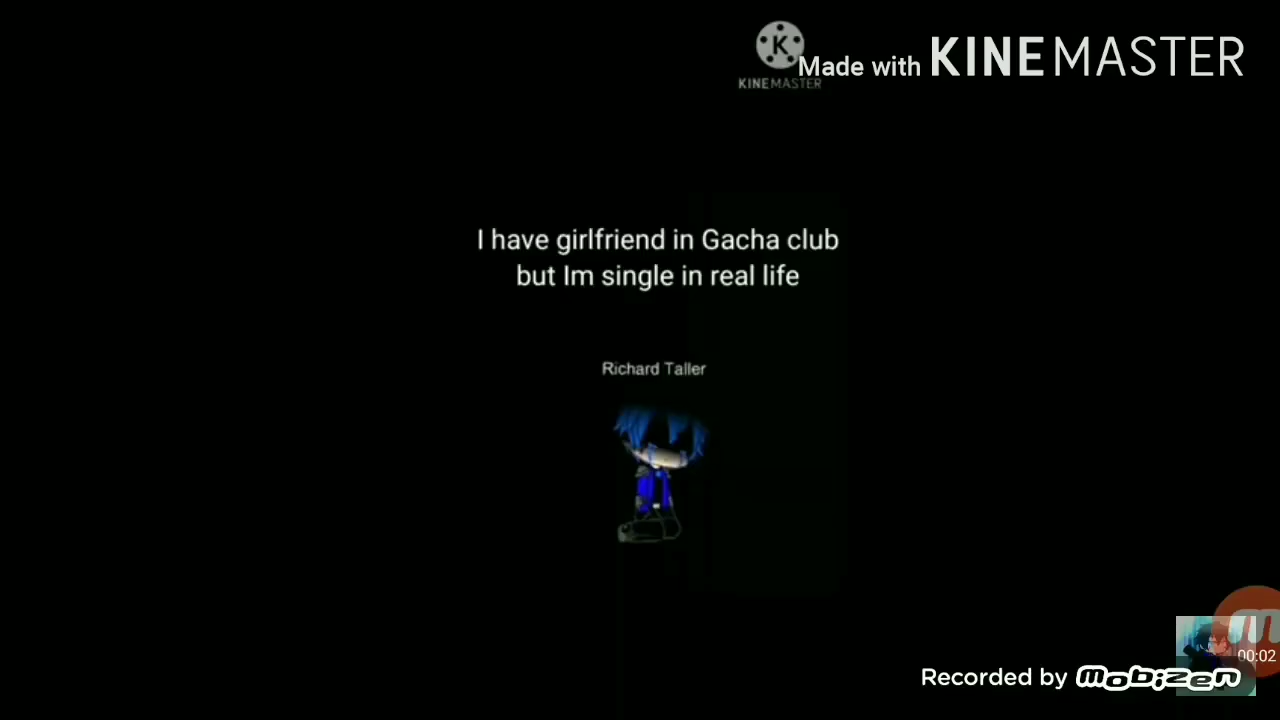 K
KINEMASTER
Made with KINEMASTER
I have girlfriend in Gacha club
but Im single in real life
Richard Taller
00:02
Recorded by Mobizen